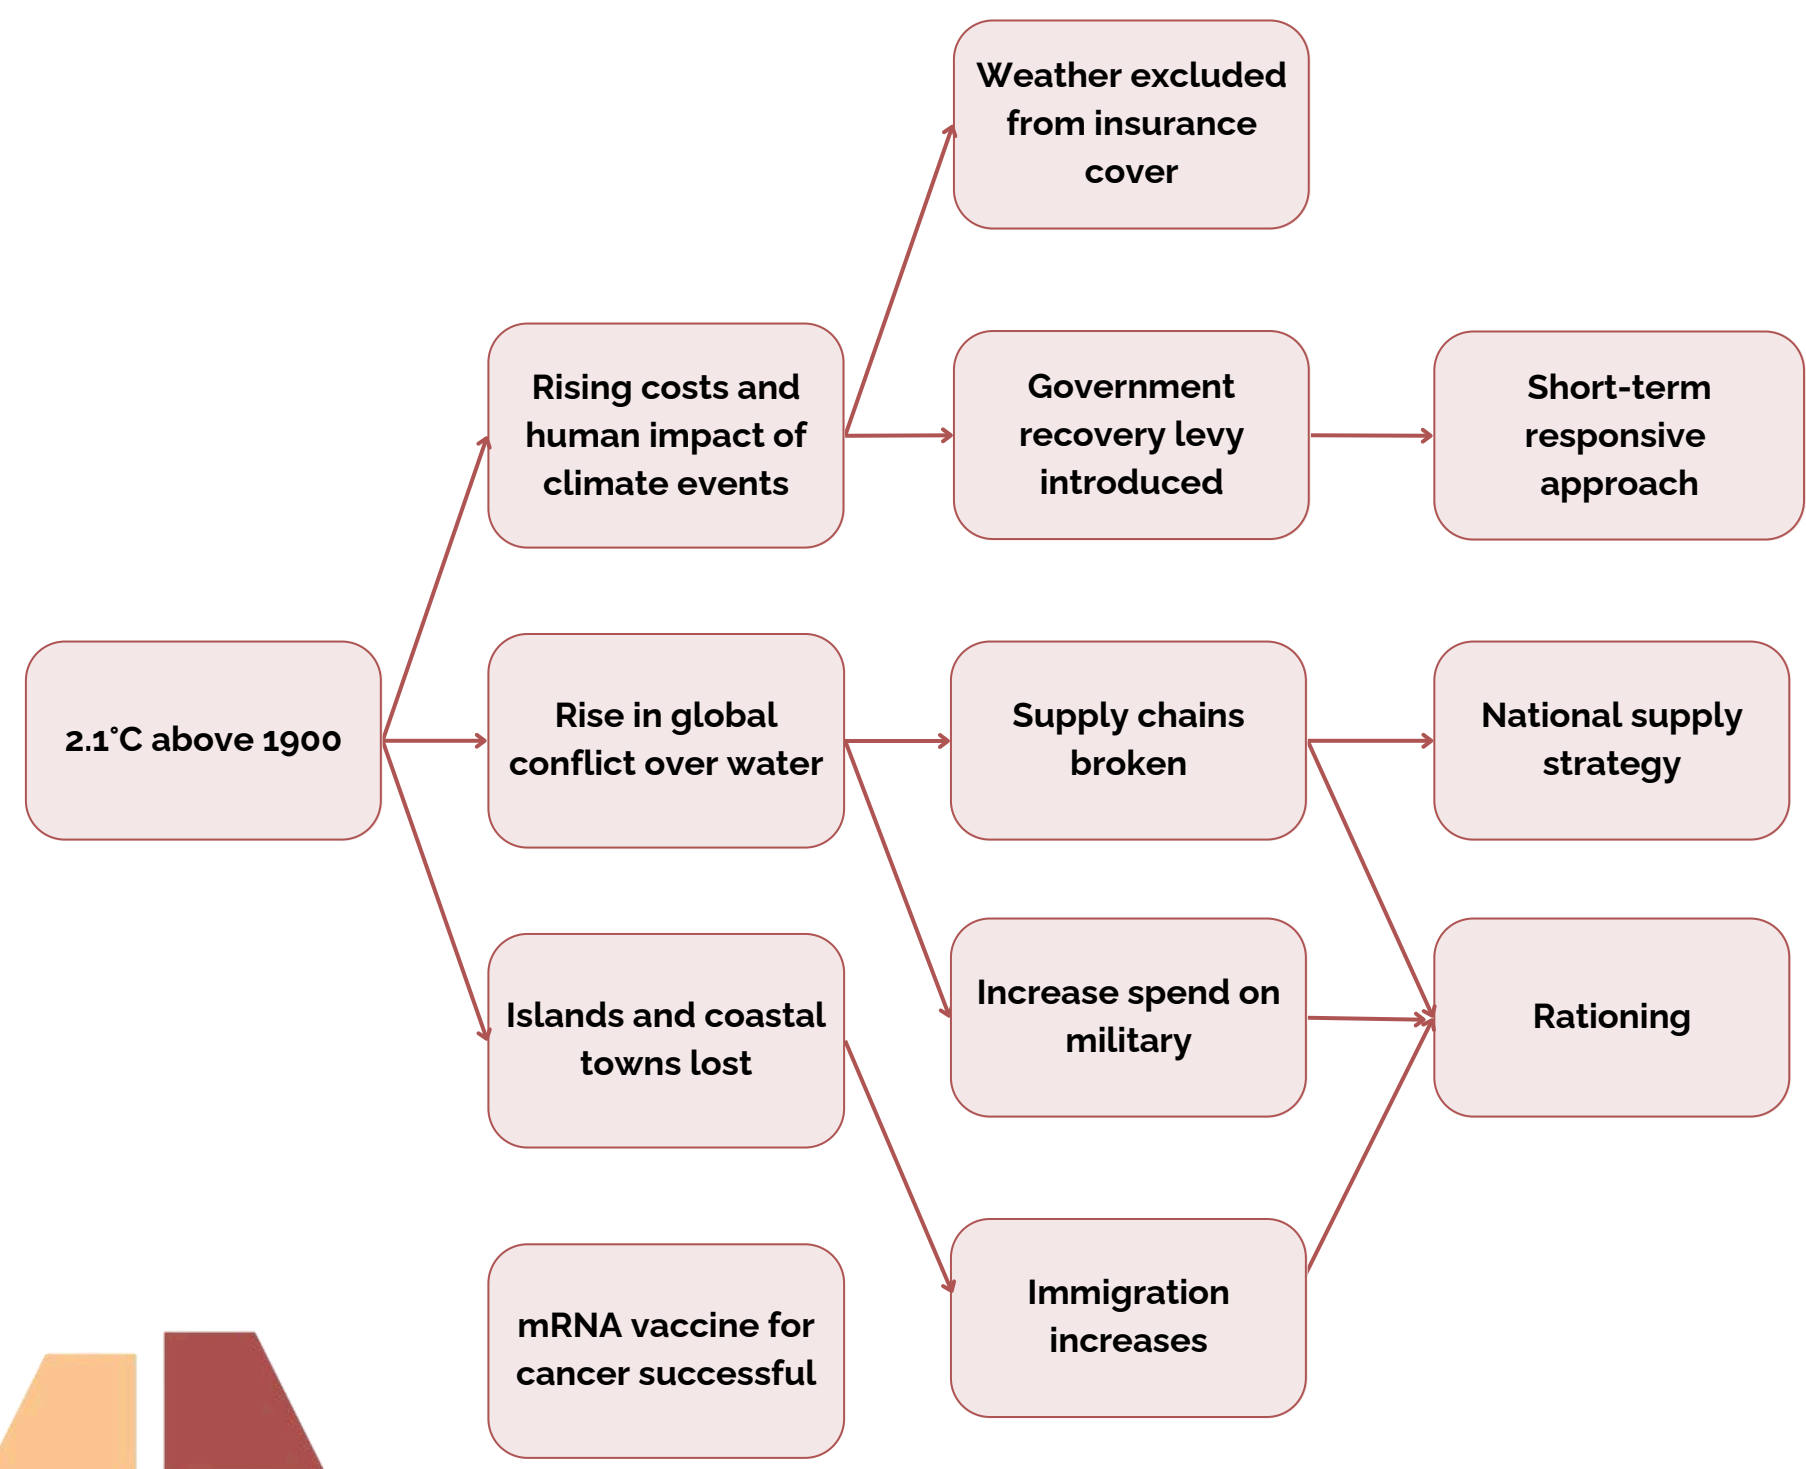 Weather excluded
from insurance
cover
Rising costs and
human impact of
climate events
Government
recovery levy
introduced
Short-term
responsive
approach
2.1°C above 1900
Rise in global
conflict over water
Supply chains
broken
National supply
strategy
Islands and coastal
towns lost
Increase spend on
military
Rationing
mRNA vaccine for
cancer successful
Immigration
increases